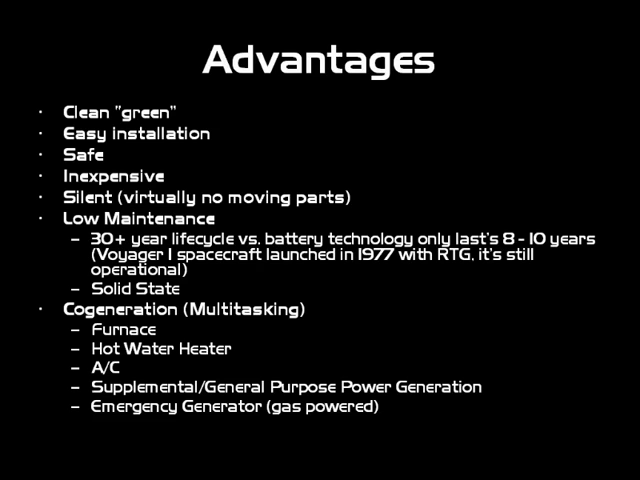 Advantages
· Clean "green"
· Easy installation
· Safe
· Inexpensive
· Silent (virtually no moving parts)
· Low Maintenance
– 30+ year lifecycle vs. battery technology only last's 8 - 10 years
(Voyager 1 spacecraft launched in 1977 with RTG, it's still
operational)
– Solid State
· Cogeneration (Multitasking)
– Furnace
– Hot Water Heater
– A/C
– Supplemental/General Purpose Power Generation
– Emergency Generator (gas powered)